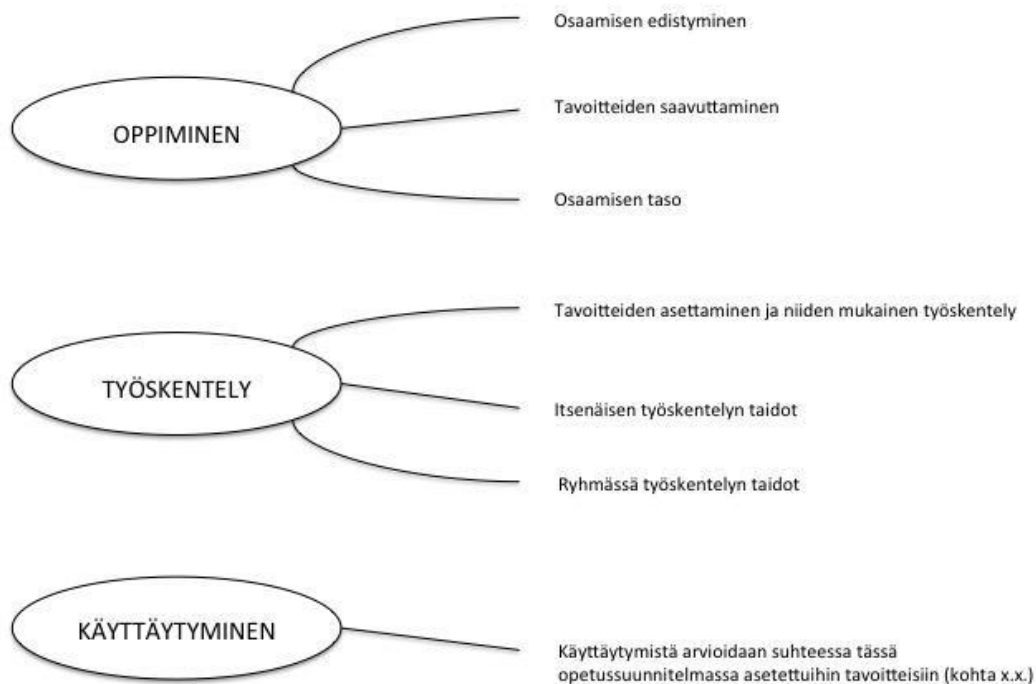 Osaamisen edistyminen
OPPIMINEN
Tavoitteiden saavuttaminen
Osaamisen taso
Tavoitteiden asettaminen ja niiden mukainen työskentely
TYÖSKENTELY
Itsenäisen työskentelyn taidot
Ryhmässä työskentelyn taidot
KÄYTTÄYTYMINEN
Käyttäytymistä arvioidaan suhteessa tässä
opetussuunnitelmassa asetettuihin tavoitteisiin (kohta x.x.)